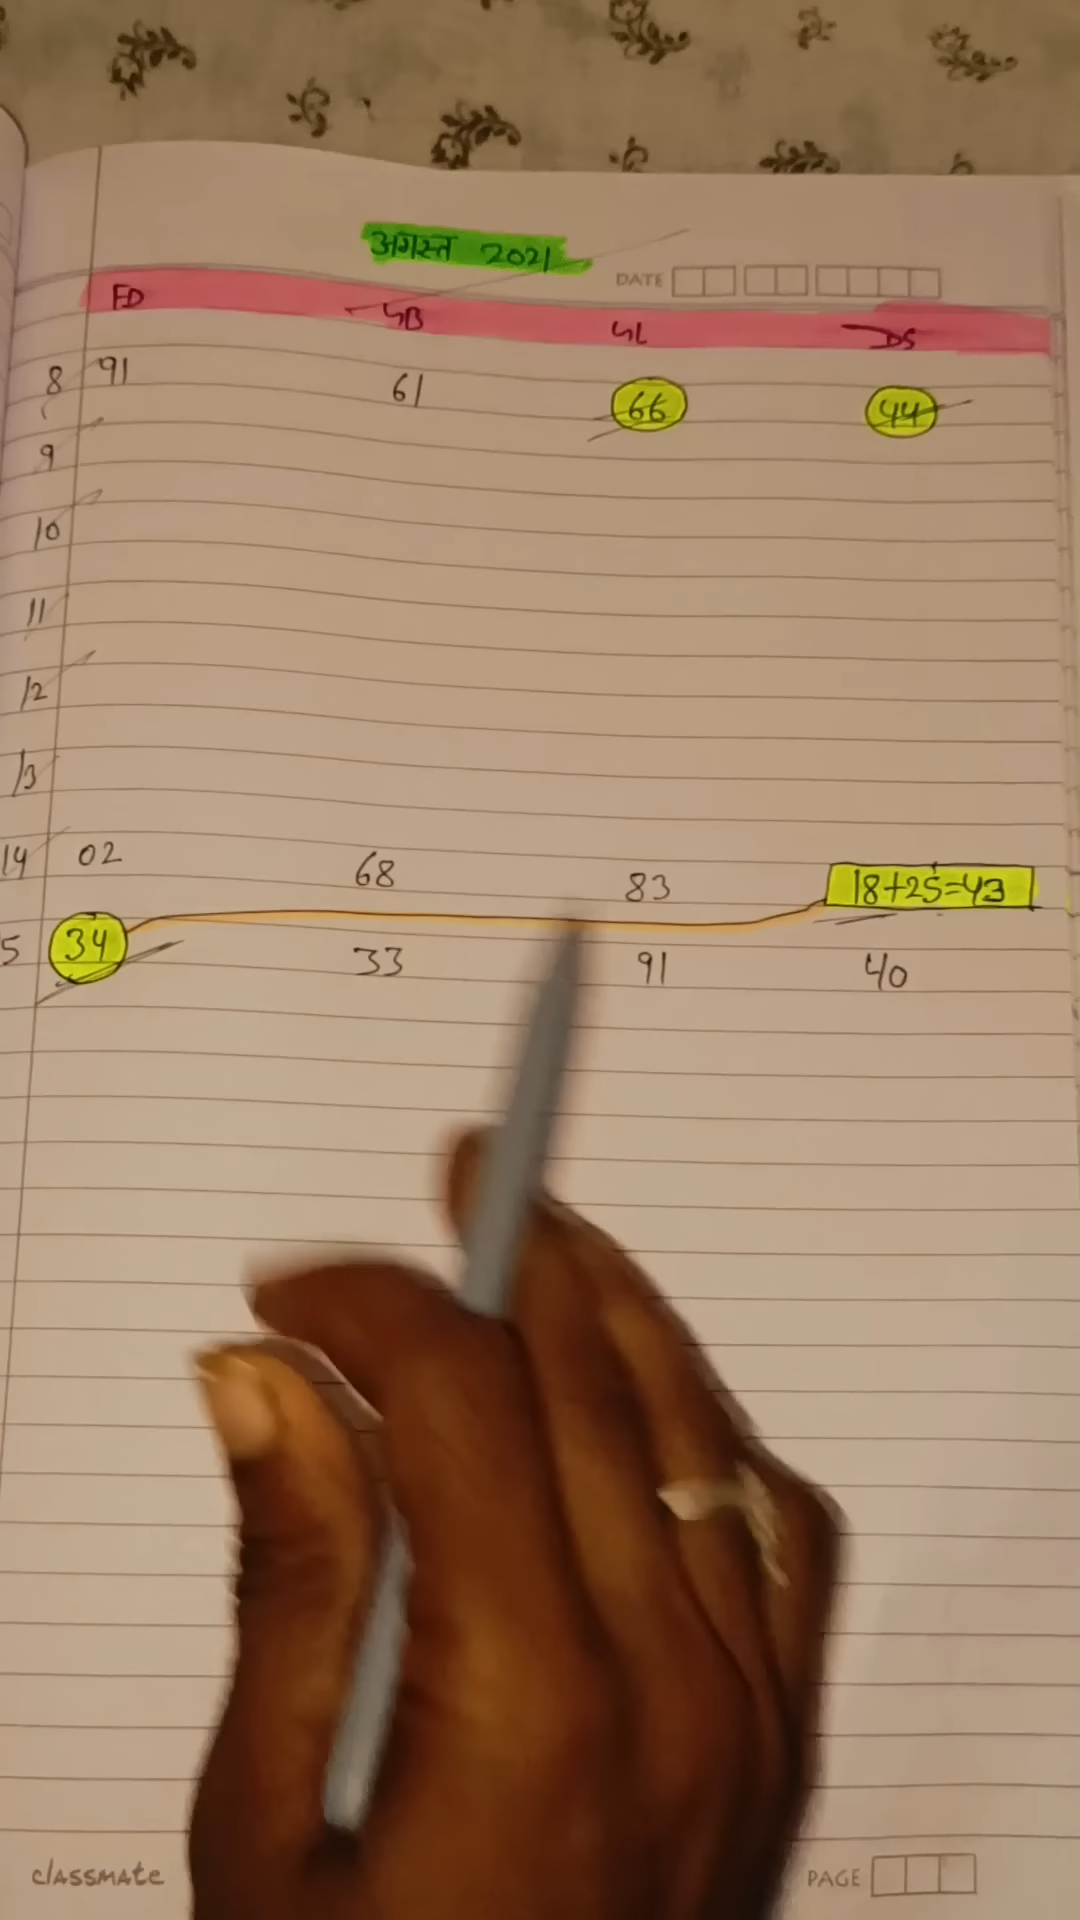 अगस्त 2021
DATE
FD GB GL DS
8 91 61 66 44
9
10
11
12
13
14 02 68 83 18+25=43
5 34 33 91 40
classmate
PAGE